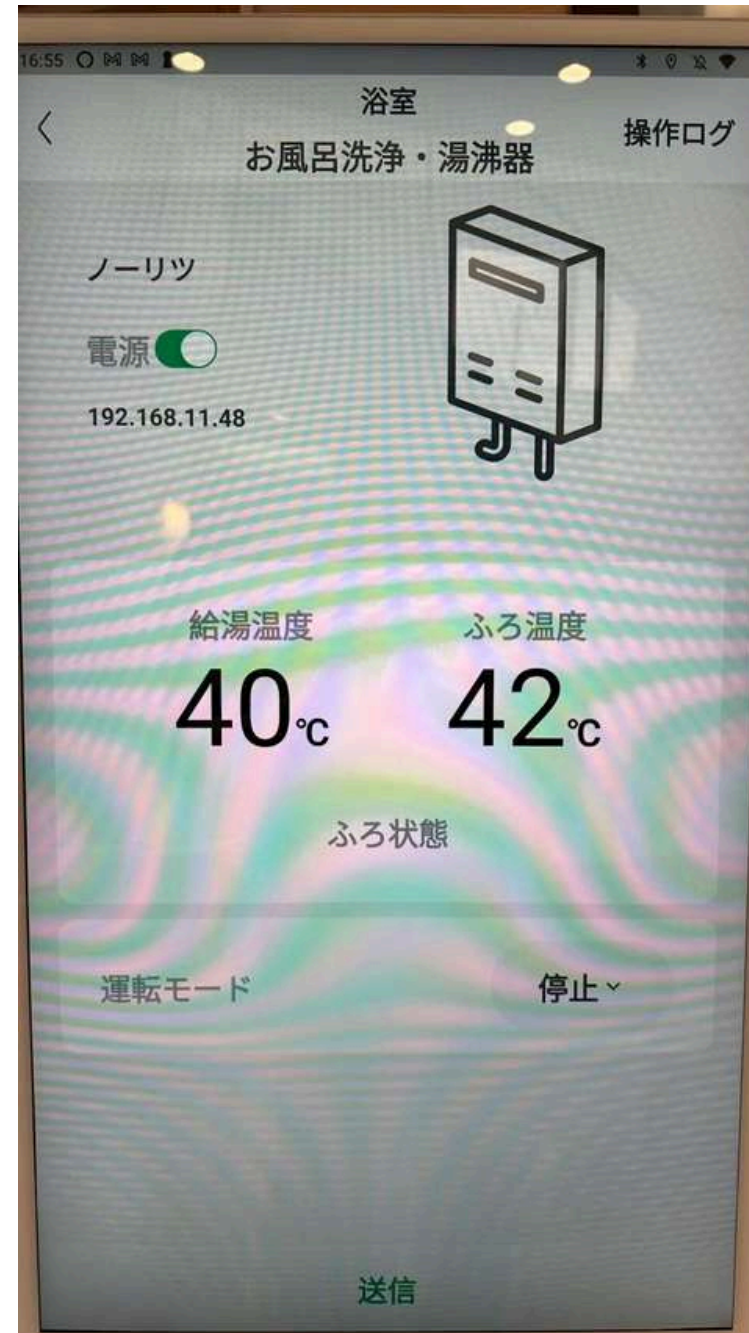 16:55
浴室
お風呂洗浄・湯沸器
操作ログ
ノーリツ
電源
192.168.11.48
給湯温度 ふろ温度
40℃ 42℃
ふろ状態
運転モード 停止
送信